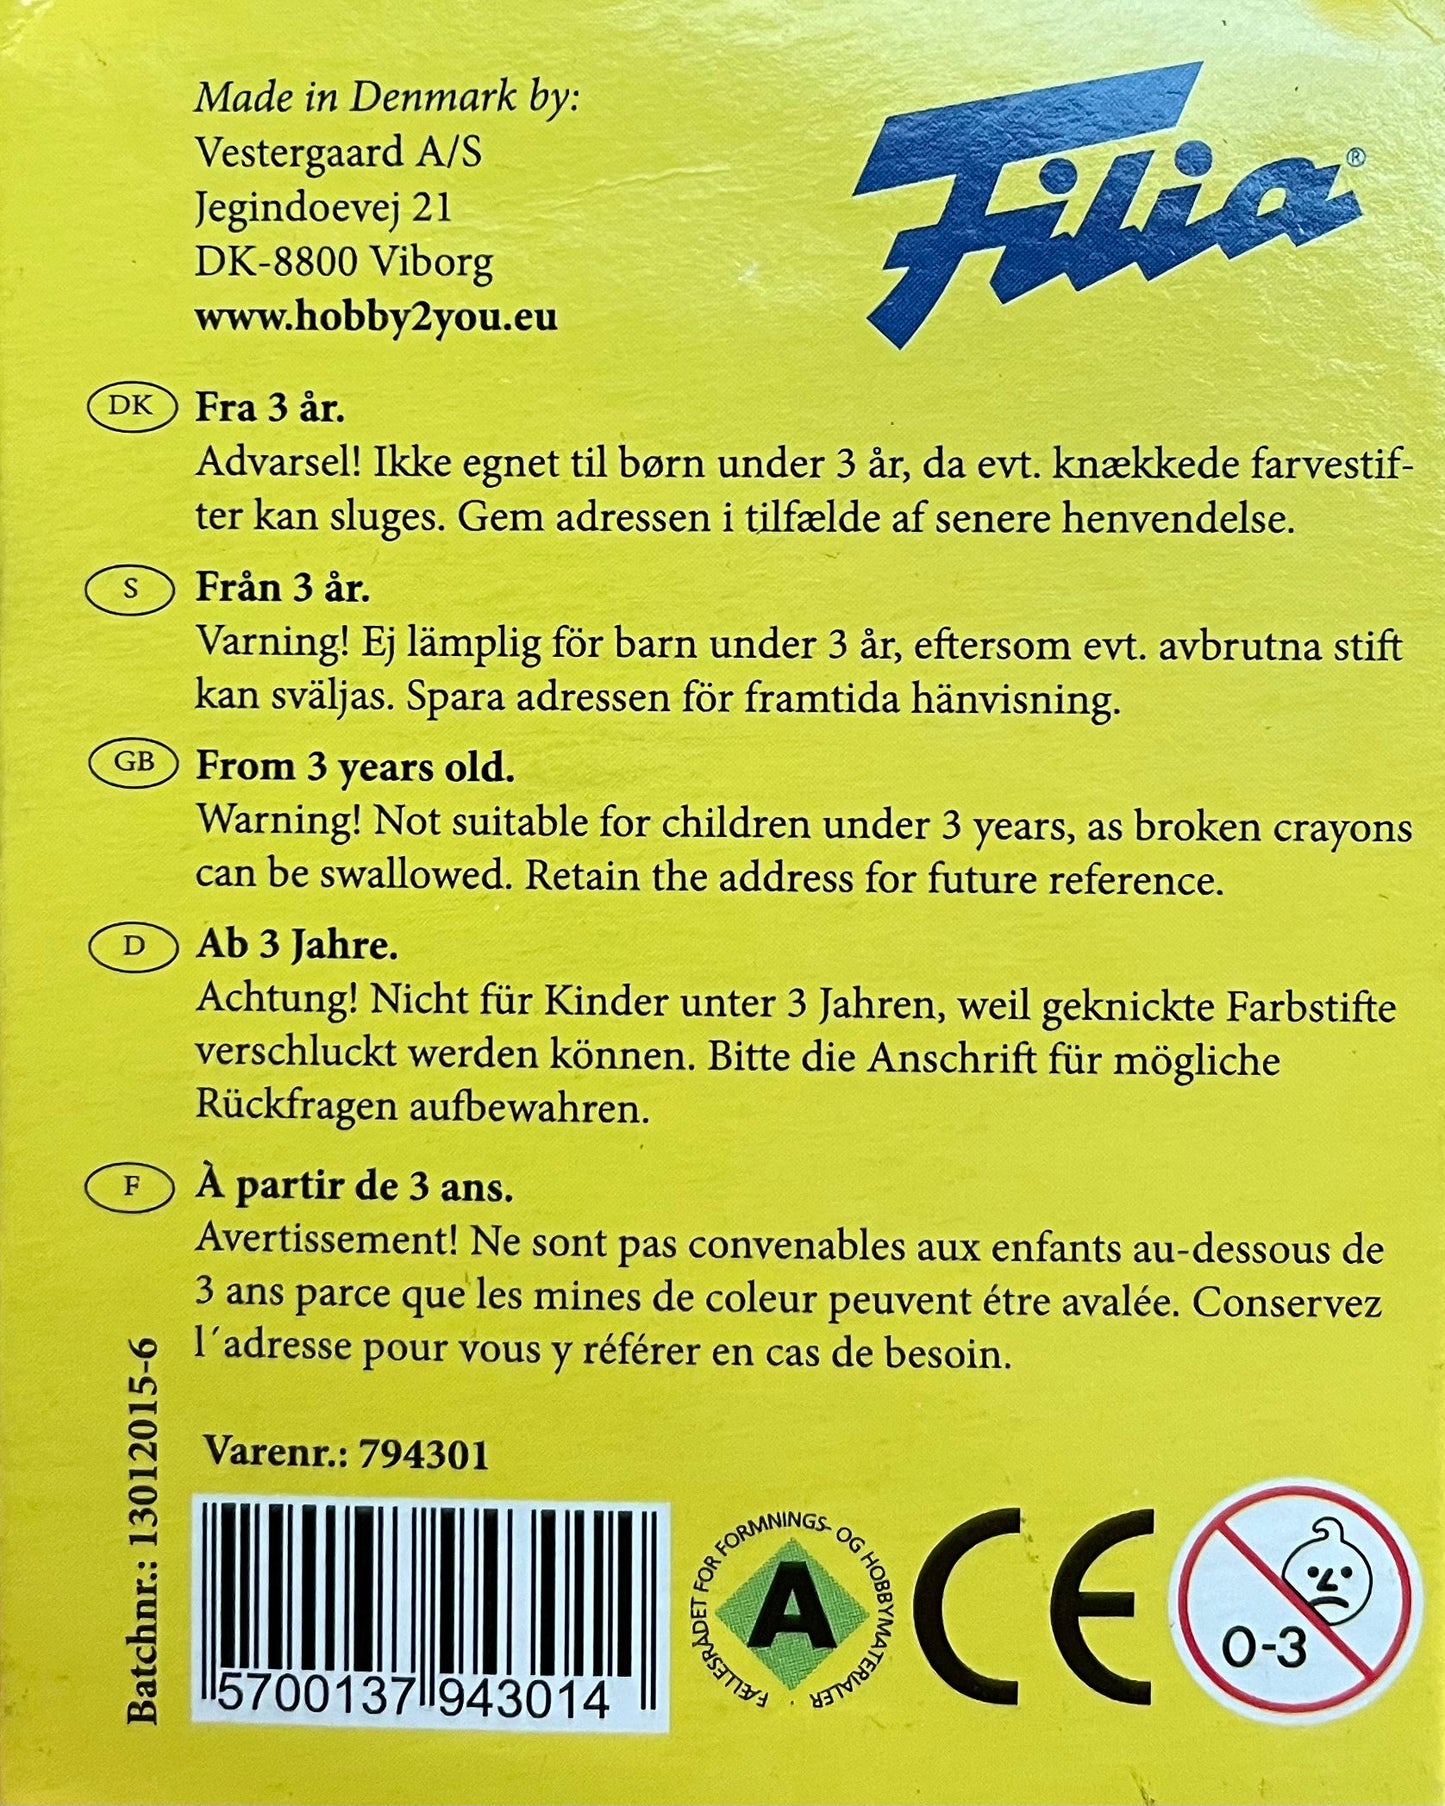 Made in Denmark by:
Vestergaard A/S
Jegindoevej 21
DK-8800 Viborg
www.hobby2you.eu
Filia®
DK Fra 3 år.
Advarsel! Ikke egnet til børn under 3 år, da evt. knækkede farvestif-
ter kan sluges. Gem adressen i tilfælde af senere henvendelse.
S Från 3 år.
Varning! Ej lämplig för barn under 3 år, eftersom evt. avbrutna stift
kan sväljas. Spara adressen för framtida hänvisning.
GB From 3 years old.
Warning! Not suitable for children under 3 years, as broken crayons
can be swallowed. Retain the address for future reference.
D Ab 3 Jahre.
Achtung! Nicht für Kinder unter 3 Jahren, weil geknickte Farbstifte
verschluckt werden können. Bitte die Anschrift für mögliche
Rückfragen aufbewahren.
F À partir de 3 ans.
Avertissement! Ne sont pas convenables aux enfants au-dessous de
3 ans parce que les mines de coleur peuvent étre avalée. Conservez
l´adresse pour vous y référer en cas de besoin.
Batchnr.: 13012015-6
Varenr.: 794301
5700137943014
FÆLLESRÅDET FOR FORMNINGS- OG HOBBYMATERIALER ·
A
CE
0-3